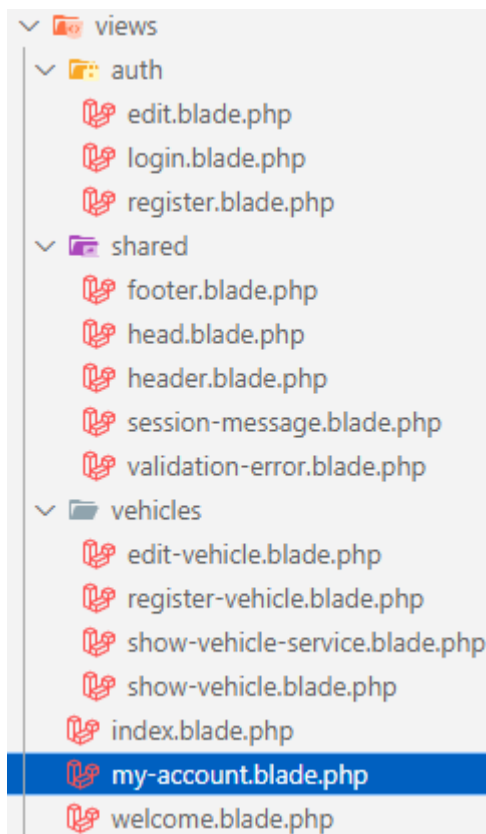 views
auth
edit.blade.php
login.blade.php
register.blade.php
shared
footer.blade.php
head.blade.php
header.blade.php
session-message.blade.php
validation-error.blade.php
vehicles
edit-vehicle.blade.php
register-vehicle.blade.php
show-vehicle-service.blade.php
show-vehicle.blade.php
index.blade.php
my-account.blade.php
welcome.blade.php